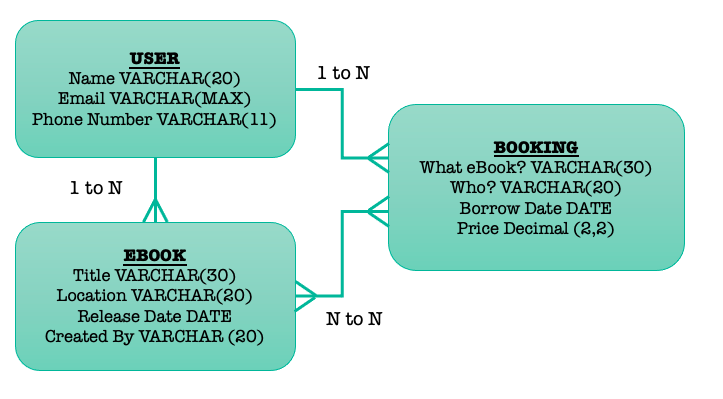 USER
Name VARCHAR(20)
Email VARCHAR(MAX)
Phone Number VARCHAR(11)
1 to N
BOOKING
What eBook? VARCHAR(30)
Who? VARCHAR(20)
Borrow Date DATE
Price Decimal (2,2)
1 to N
EBOOK
Title VARCHAR(30)
Location VARCHAR(20)
Release Date DATE
Created By VARCHAR (20)
N to N